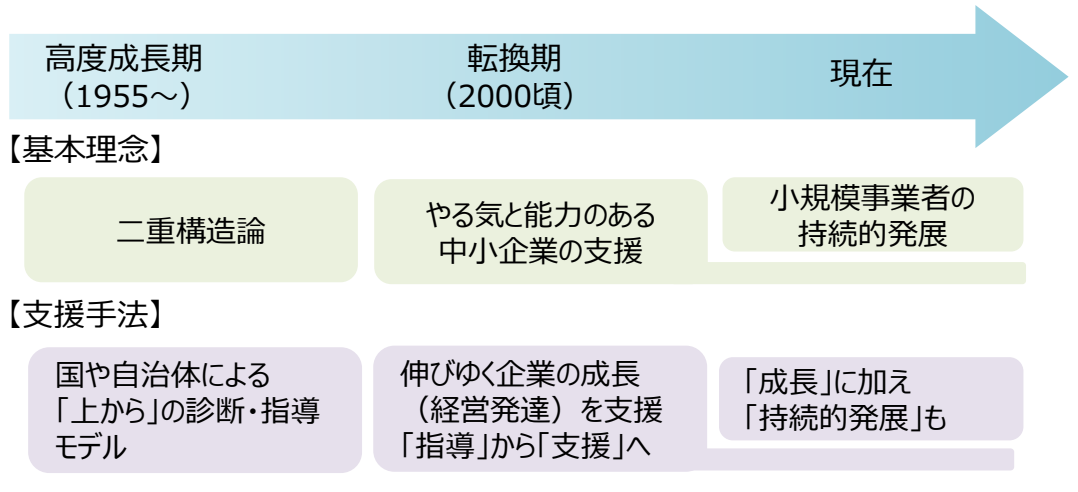 高度成長期
（1955～）
転換期
（2000頃）
現在
【基本理念】
二重構造論
やる気と能力のある
中小企業の支援
小規模事業者の
持続的発展
【支援手法】
国や自治体による
「上から」の診断・指導
モデル
伸びゆく企業の成長
（経営発達）を支援
「指導」から「支援」へ
「成長」に加え
「持続的発展」も